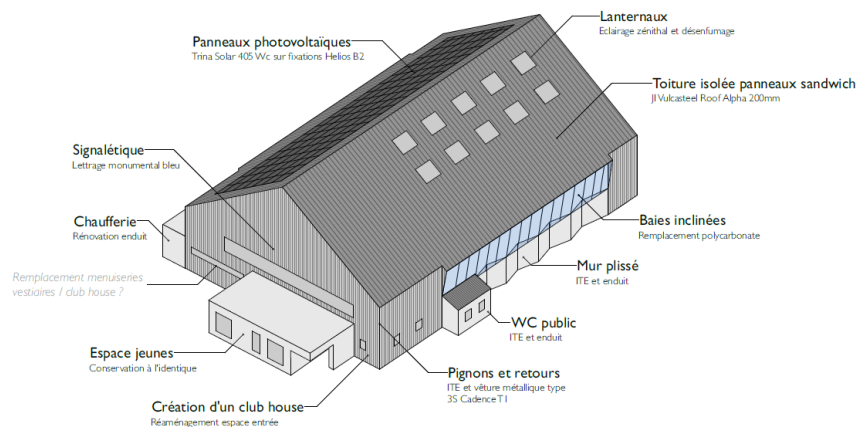 Lanternaux
Eclairage zénithal et désenfumage
Panneaux photovoltaïques
Trina Solar 405 Wc sur fixations Helios B2
Toiture isolée panneaux sandwich
JI Vulcasteel Roof Alpha 200mm
Signalétique
Lettrage monumental bleu
Chaufferie
Rénovation enduit
Baies inclinées
Remplacement polycarbonate
Remplacement menuiseries
vestiaires / club house ?
Mur plissé
ITE et enduit
WC public
ITE et enduit
Espace jeunes
Conservation à l'identique
Pignons et retours
ITE et vêture métallique type
3S Cadence T1
Création d'un club house
Réaménagement espace entrée